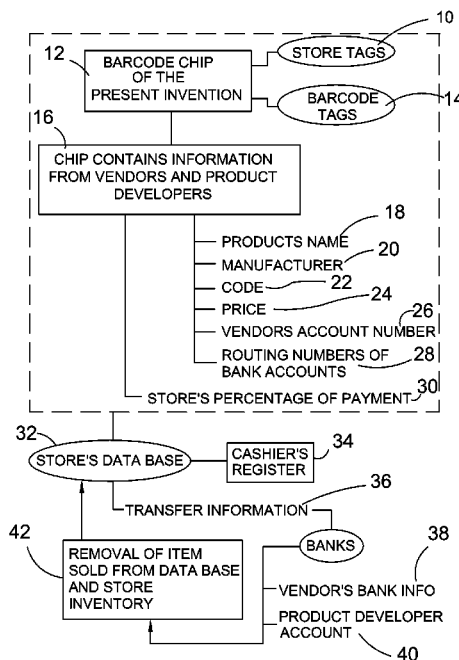 10
STORE TAGS
12
BARCODE CHIP
OF THE
PRESENT INVENTION
BARCODE
TAGS
14
16
CHIP CONTAINS INFORMATION
FROM VENDORS AND PRODUCT
DEVELOPERS
18
PRODUCTS NAME
20
MANUFACTURER
22
CODE
24
PRICE
26
VENDORS ACCOUNT NUMBER
ROUTING NUMBERS OF
BANK ACCOUNTS
28
STORE'S PERCENTAGE OF PAYMENT
30
32
STORE'S DATA BASE
CASHIER'S
REGISTER
34
36
TRANSFER INFORMATION
42
REMOVAL OF ITEM
SOLD FROM DATA BASE
AND STORE
INVENTORY
BANKS
38
VENDOR'S BANK INFO
PRODUCT DEVELOPER
ACCOUNT
40